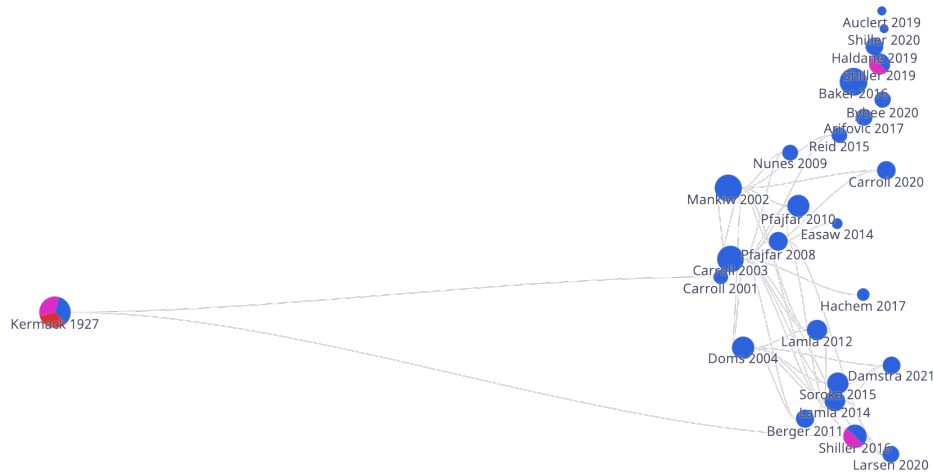 Auclert 2019
Shiller 2020
Haldane 2019
Shiller 2019
Baker 2016
Bybee 2020
Arifovic 2017
Reid 2015
Nunes 2009
Carroll 2020
Mankiw 2002
Pfajfar 2010
Easaw 2014
Pfajfar 2008
Carroll 2003
Carroll 2001
Hachem 2017
Kermack 1927
Lamla 2012
Doms 2004
Damstra 2021
Soroka 2015
Lamla 2014
Berger 2011
Shiller 2016
Larsen 2020